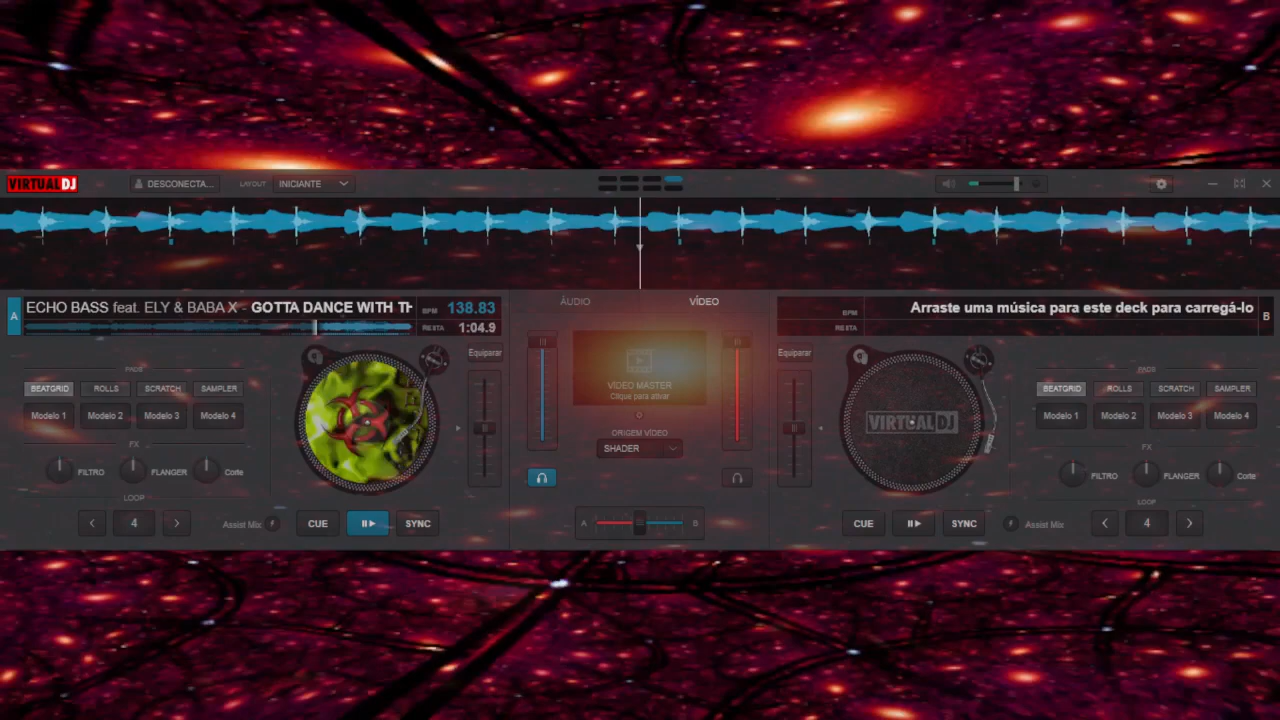 VIRTUALDJ
DESCONECTA...
LAYOUT INICIANTE
A
ECHO BASS feat. ELY & BABA X - GOTTA DANCE WITH TH
BPM 138.83
RESTA 1:04.9
ÁUDIO
VÍDEO
BPM
RESTA
Arraste uma música para este deck para carregá-lo
B
PADS
BEATGRID ROLLS SCRATCH SAMPLER
Modelo 1 Modelo 2 Modelo 3 Modelo 4
FX
FILTRO FLANGER Corte
LOOP
4
Assist Mix
CUE
SYNC
Equiparar
VÍDEO MASTER
Clique para ativar
ORIGEM VÍDEO
SHADER
A B
Equiparar
VIRTUALDJ
CUE
SYNC
PADS
BEATGRID ROLLS SCRATCH SAMPLER
Modelo 1 Modelo 2 Modelo 3 Modelo 4
FX
FILTRO FLANGER Corte
LOOP
Assist Mix
4